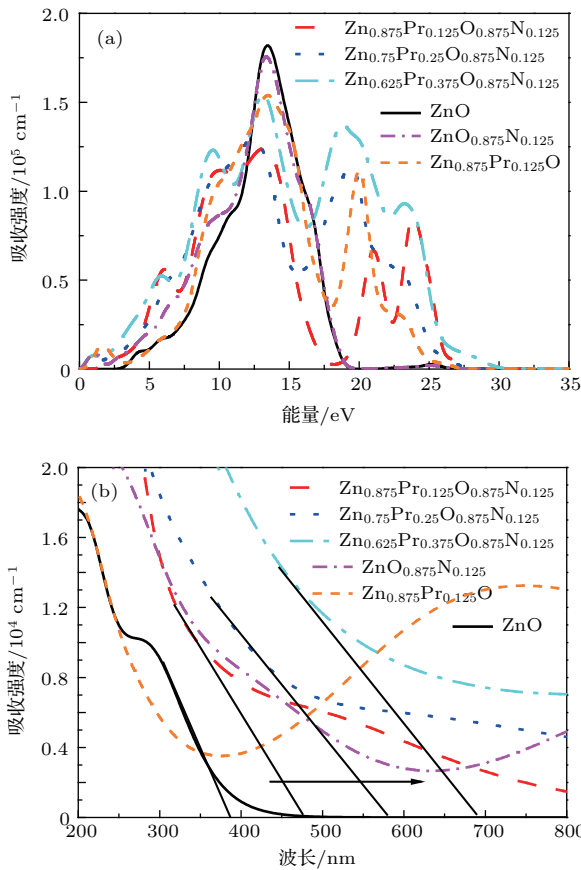 (a)
Zn0.875Pr0.125O0.875N0.125
Zn0.75Pr0.25O0.875N0.125
Zn0.625Pr0.375O0.875N0.125
ZnO
ZnO0.875N0.125
Zn0.875Pr0.125O
吸收强度/10⁵ cm⁻¹
2.0
1.5
1.0
0.5
0
0 5 10 15 20 25 30 35
能量/eV
(b)
Zn0.875Pr0.125O0.875N0.125
Zn0.75Pr0.25O0.875N0.125
Zn0.625Pr0.375O0.875N0.125
ZnO0.875N0.125
Zn0.875Pr0.125O
ZnO
吸收强度/10⁴ cm⁻¹
2.0
1.6
1.2
0.8
0.4
0
200 300 400 500 600 700 800
波长/nm